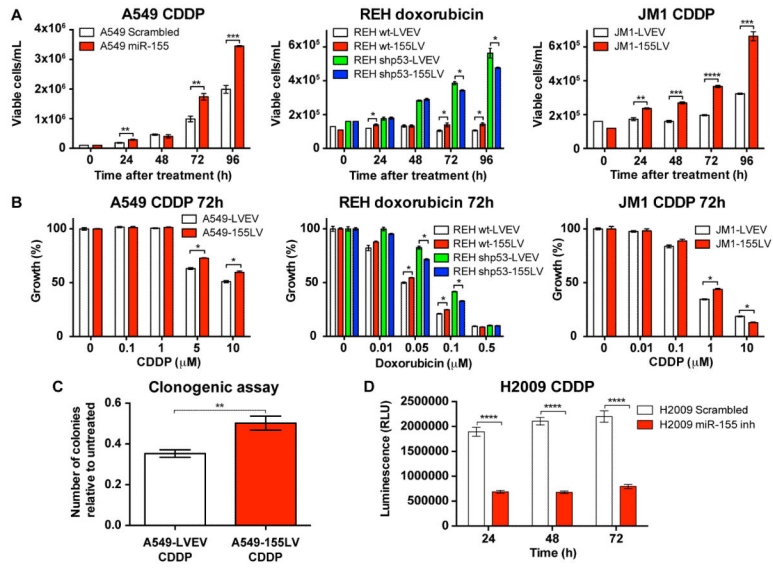 A
A549 CDDP
A549 Scrambled
A549 miR-155
Viable cells/mL
4x10⁶
3x10⁶
2x10⁶
1x10⁶
0
**
**
***
0 24 48 72 96
Time after treatment (h)
REH doxorubicin
REH wt-LVEV
REH wt-155LV
REH shp53-LVEV
REH shp53-155LV
Viable cells/mL
6x10⁵
4x10⁵
2x10⁵
0
*
*
*
*
*
0 24 48 72 96
Time after treatment (h)
JM1 CDDP
JM1-LVEV
JM1-155LV
Viable cells/mL
8x10⁵
6x10⁵
4x10⁵
2x10⁵
0
**
***
****
***
0 24 48 72 96
Time after treatment (h)
B
A549 CDDP 72h
A549-LVEV
A549-155LV
Growth (%)
100
50
0
*
*
0 0.1 1 5 10
CDDP (µM)
REH doxorubicin 72h
REH wt-LVEV
REH wt-155LV
REH shp53-LVEV
REH shp53-155LV
Growth (%)
100
50
0
*
*
*
*
0 0.01 0.05 0.1 0.5
Doxorubicin (µM)
JM1 CDDP 72h
JM1-LVEV
JM1-155LV
Growth (%)
100
50
0
*
*
0 0.01 0.1 1 10
CDDP (µM)
C
Clonogenic assay
Number of colonies
relative to untreated
0.6
0.4
0.2
0.0
**
A549-LVEV
CDDP
A549-155LV
CDDP
D
H2009 CDDP
H2009 Scrambled
H2009 miR-155 inh
Luminescence (RLU)
2500000
2000000
1500000
1000000
500000
0
****
****
****
24 48 72
Time (h)